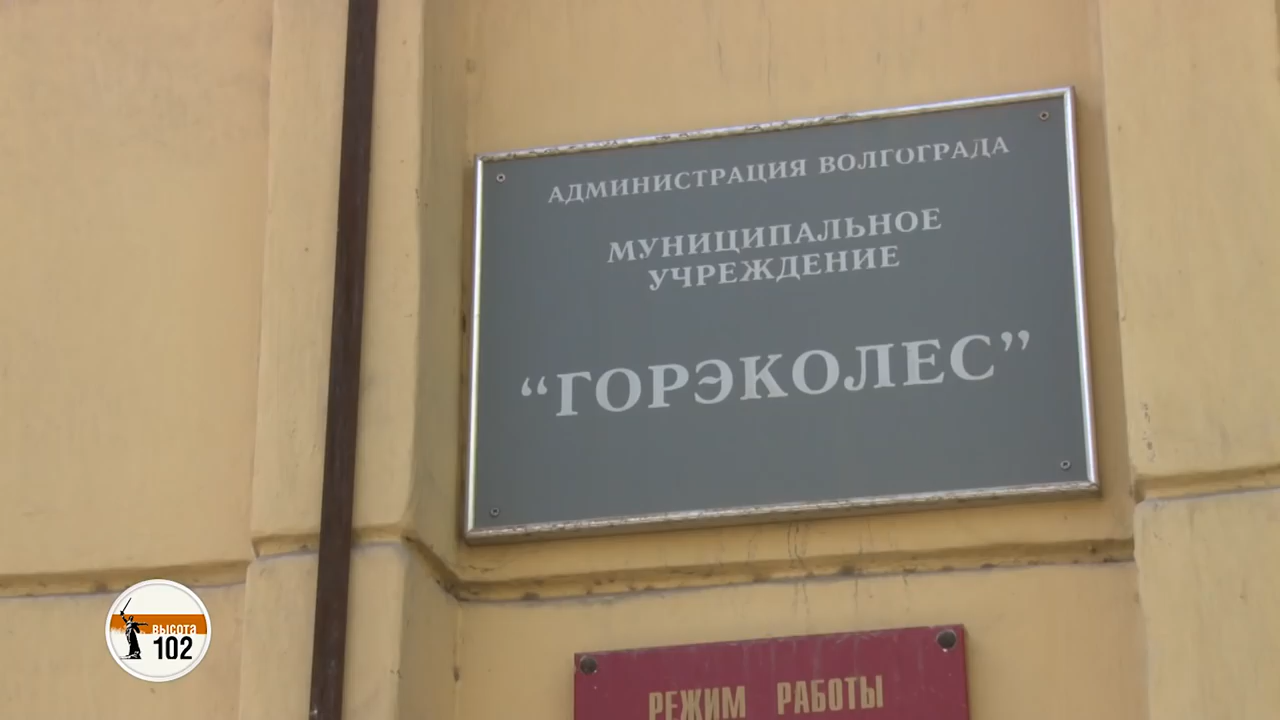 АДМИНИСТРАЦИЯ ВОЛГОГРАДА
МУНИЦИПАЛЬНОЕ
УЧРЕЖДЕНИЕ
“ГОРЭКОЛЕС”
РЕЖИМ РАБОТЫ
ВЫСОТА
102